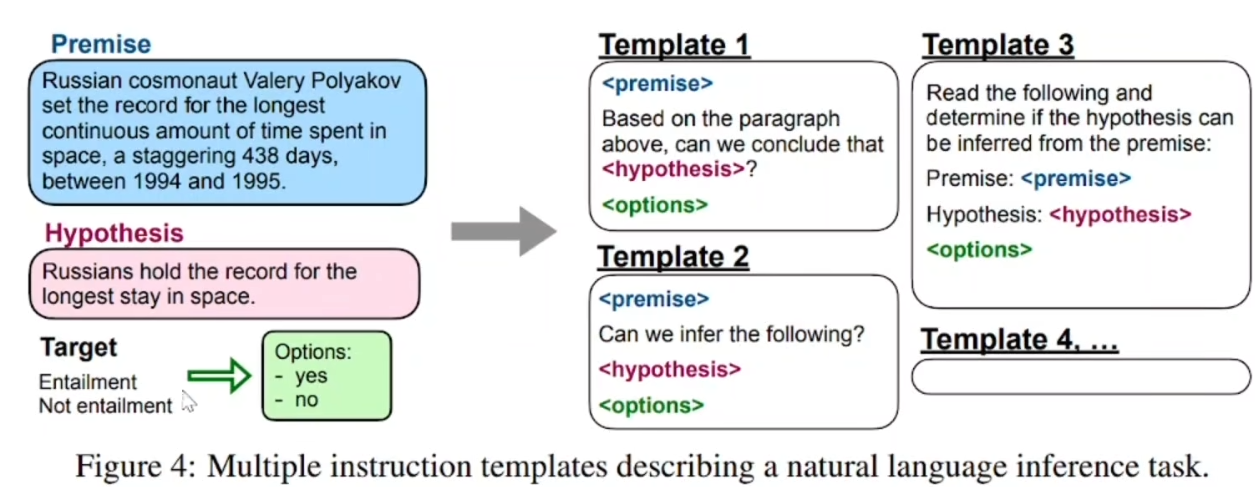 Premise
Russian cosmonaut Valery Polyakov
set the record for the longest
continuous amount of time spent in
space, a staggering 438 days,
between 1994 and 1995.
Hypothesis
Russians hold the record for the
longest stay in space.
Target
Entailment
Not entailment
Options:
- yes
- no
Template 1
<premise>
Based on the paragraph
above, can we conclude that
<hypothesis>?
<options>
Template 2
<premise>
Can we infer the following?
<hypothesis>
<options>
Template 3
Read the following and
determine if the hypothesis can
be inferred from the premise:
Premise: <premise>
Hypothesis: <hypothesis>
<options>
Template 4, ...
Figure 4: Multiple instruction templates describing a natural language inference task.